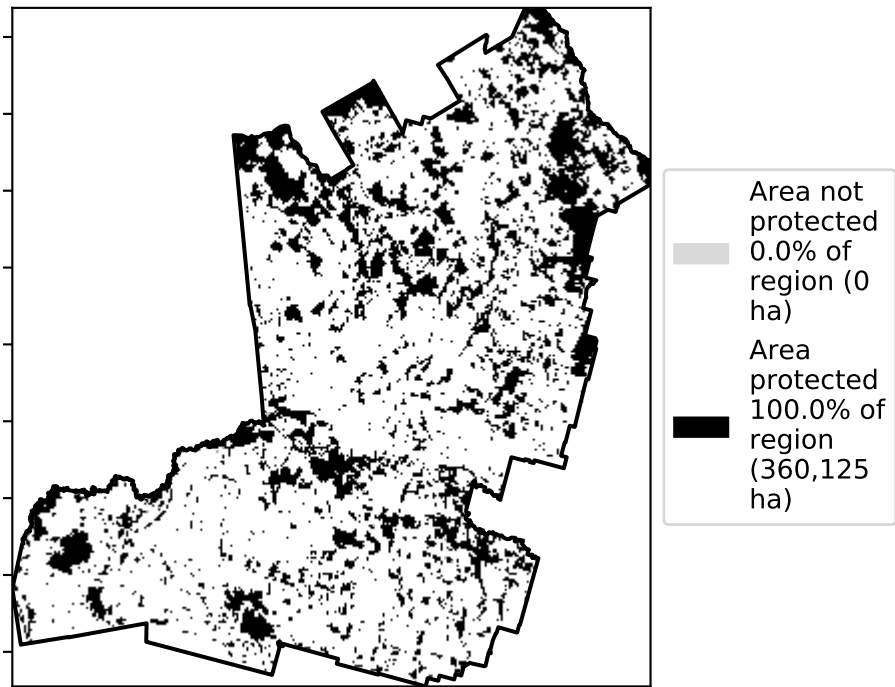 Area not
protected
0.0% of
region (0
ha)
Area
protected
100.0% of
region
(360,125
ha)